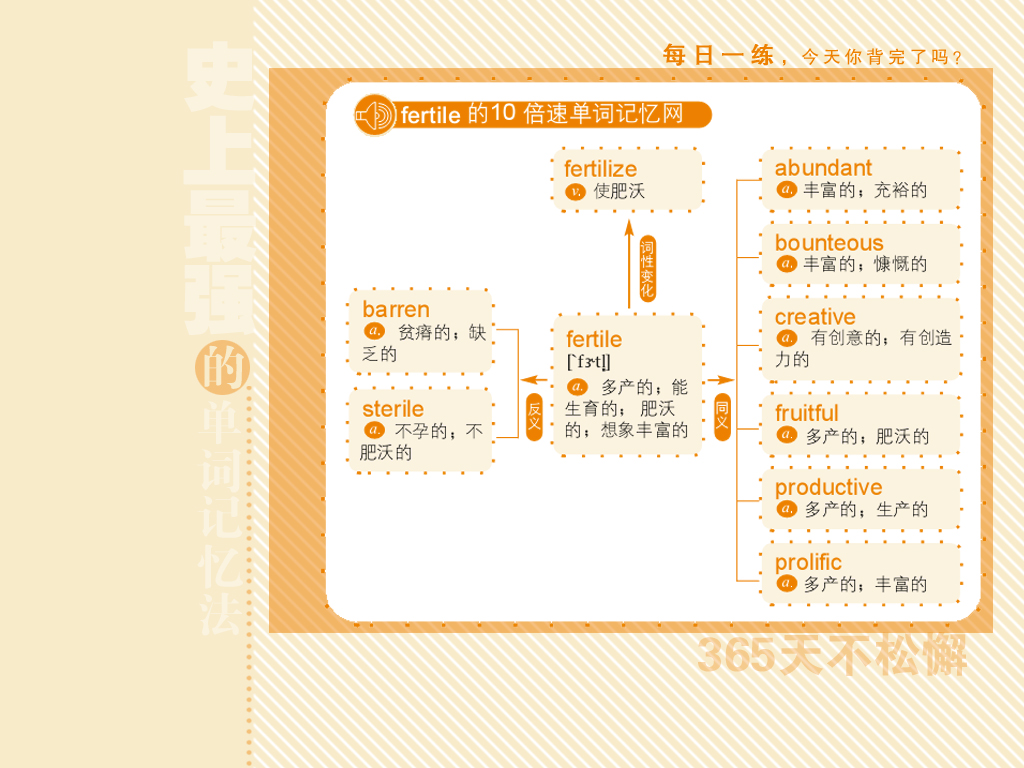 每日一练，今天你背完了吗？
史上最强的单词记忆法
fertile 的10 倍速单词记忆网
fertilize
v. 使肥沃
词性变化
barren
a. 贫瘠的；缺
乏的
sterile
a. 不孕的；不
肥沃的
反义
fertile
[ˋfɝtḷ]
a. 多产的；能
生育的； 肥沃
的；想象丰富的
同义
abundant
a. 丰富的；充裕的
bounteous
a. 丰富的；慷慨的
creative
a. 有创意的；有创造
力的
fruitful
a. 多产的；肥沃的
productive
a. 多产的；生产的
prolific
a. 多产的；丰富的
365天不松懈